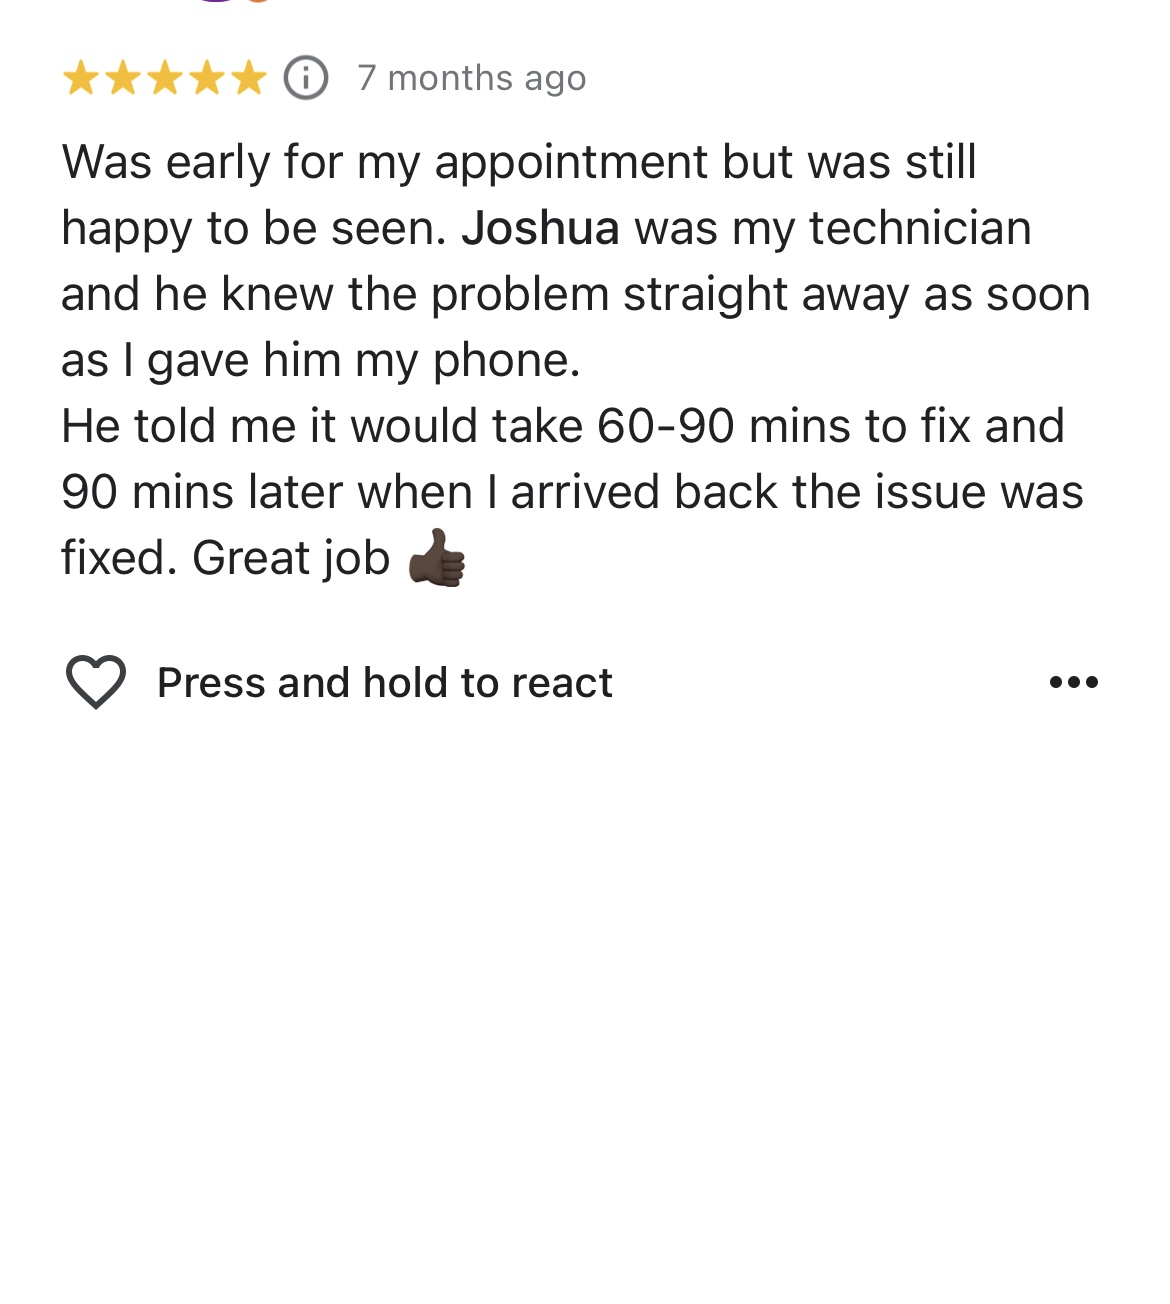 7 months ago
Was early for my appointment but was still
happy to be seen. Joshua was my technician
and he knew the problem straight away as soon
as I gave him my phone.
He told me it would take 60-90 mins to fix and
90 mins later when I arrived back the issue was
fixed. Great job 👍🏿
Press and hold to react